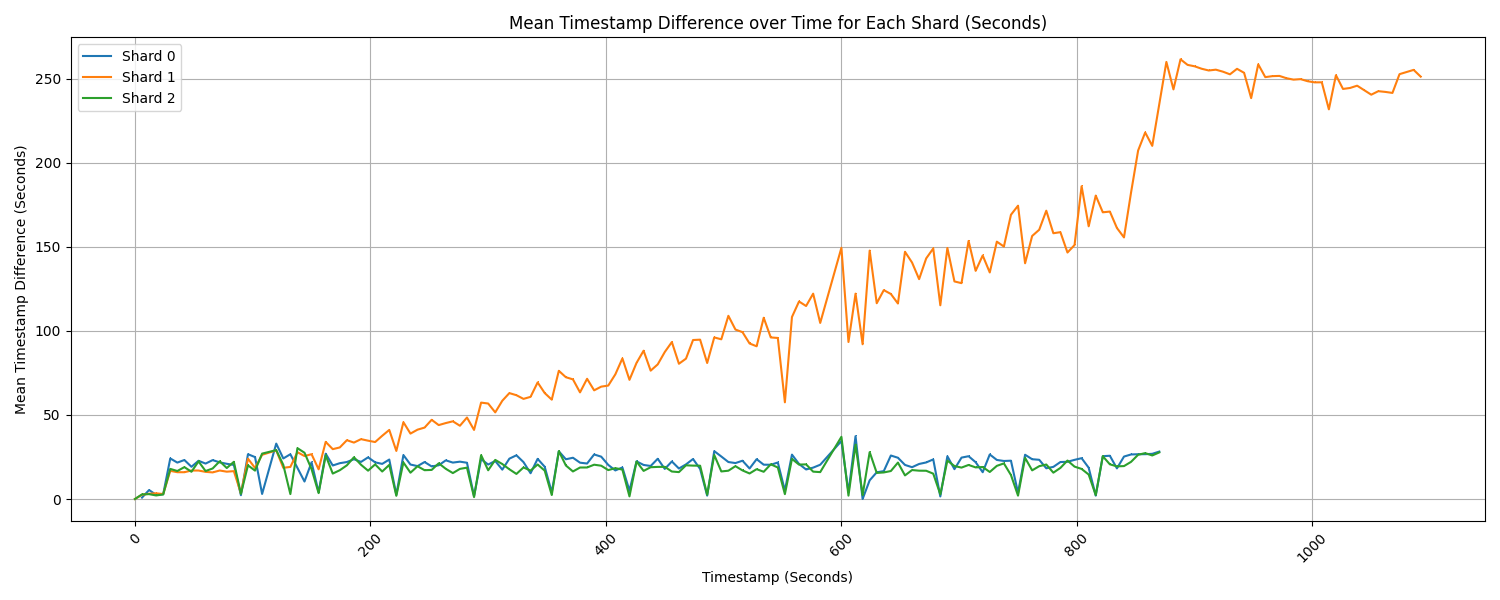 Mean Timestamp Difference over Time for Each Shard (Seconds)
Shard 0
Shard 1
Shard 2
Mean Timestamp Difference (Seconds)
250
200
150
100
50
0
0
200
400
600
800
1000
Timestamp (Seconds)